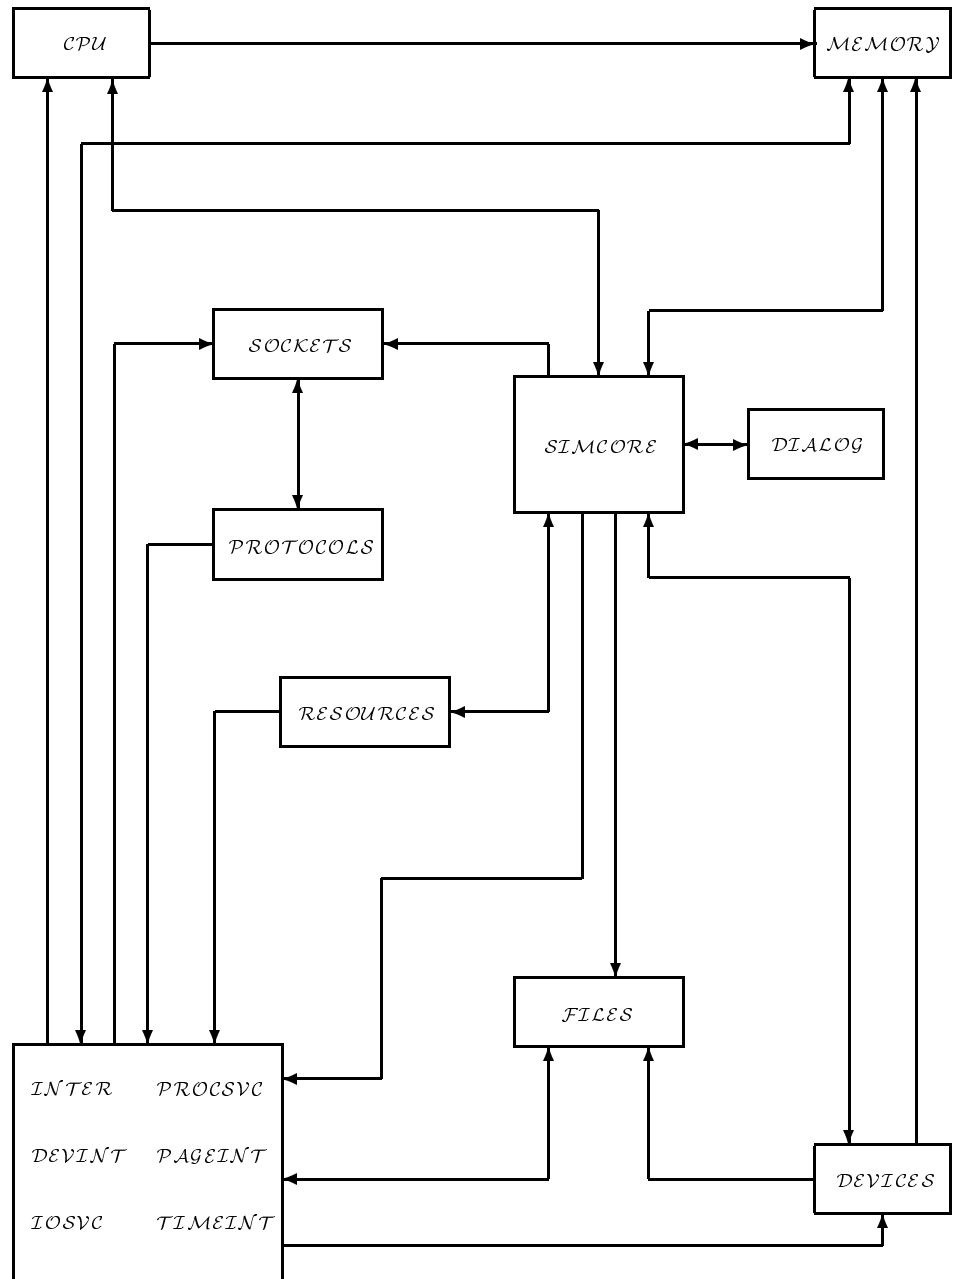 CPU
MEMORY
SOCKETS
SIMCORE
DIALOG
PROTOCOLS
RESOURCES
FILES
INTER PROCSVC
DEVINT PAGEINT
DEVICES
IOSVC TIMEINT